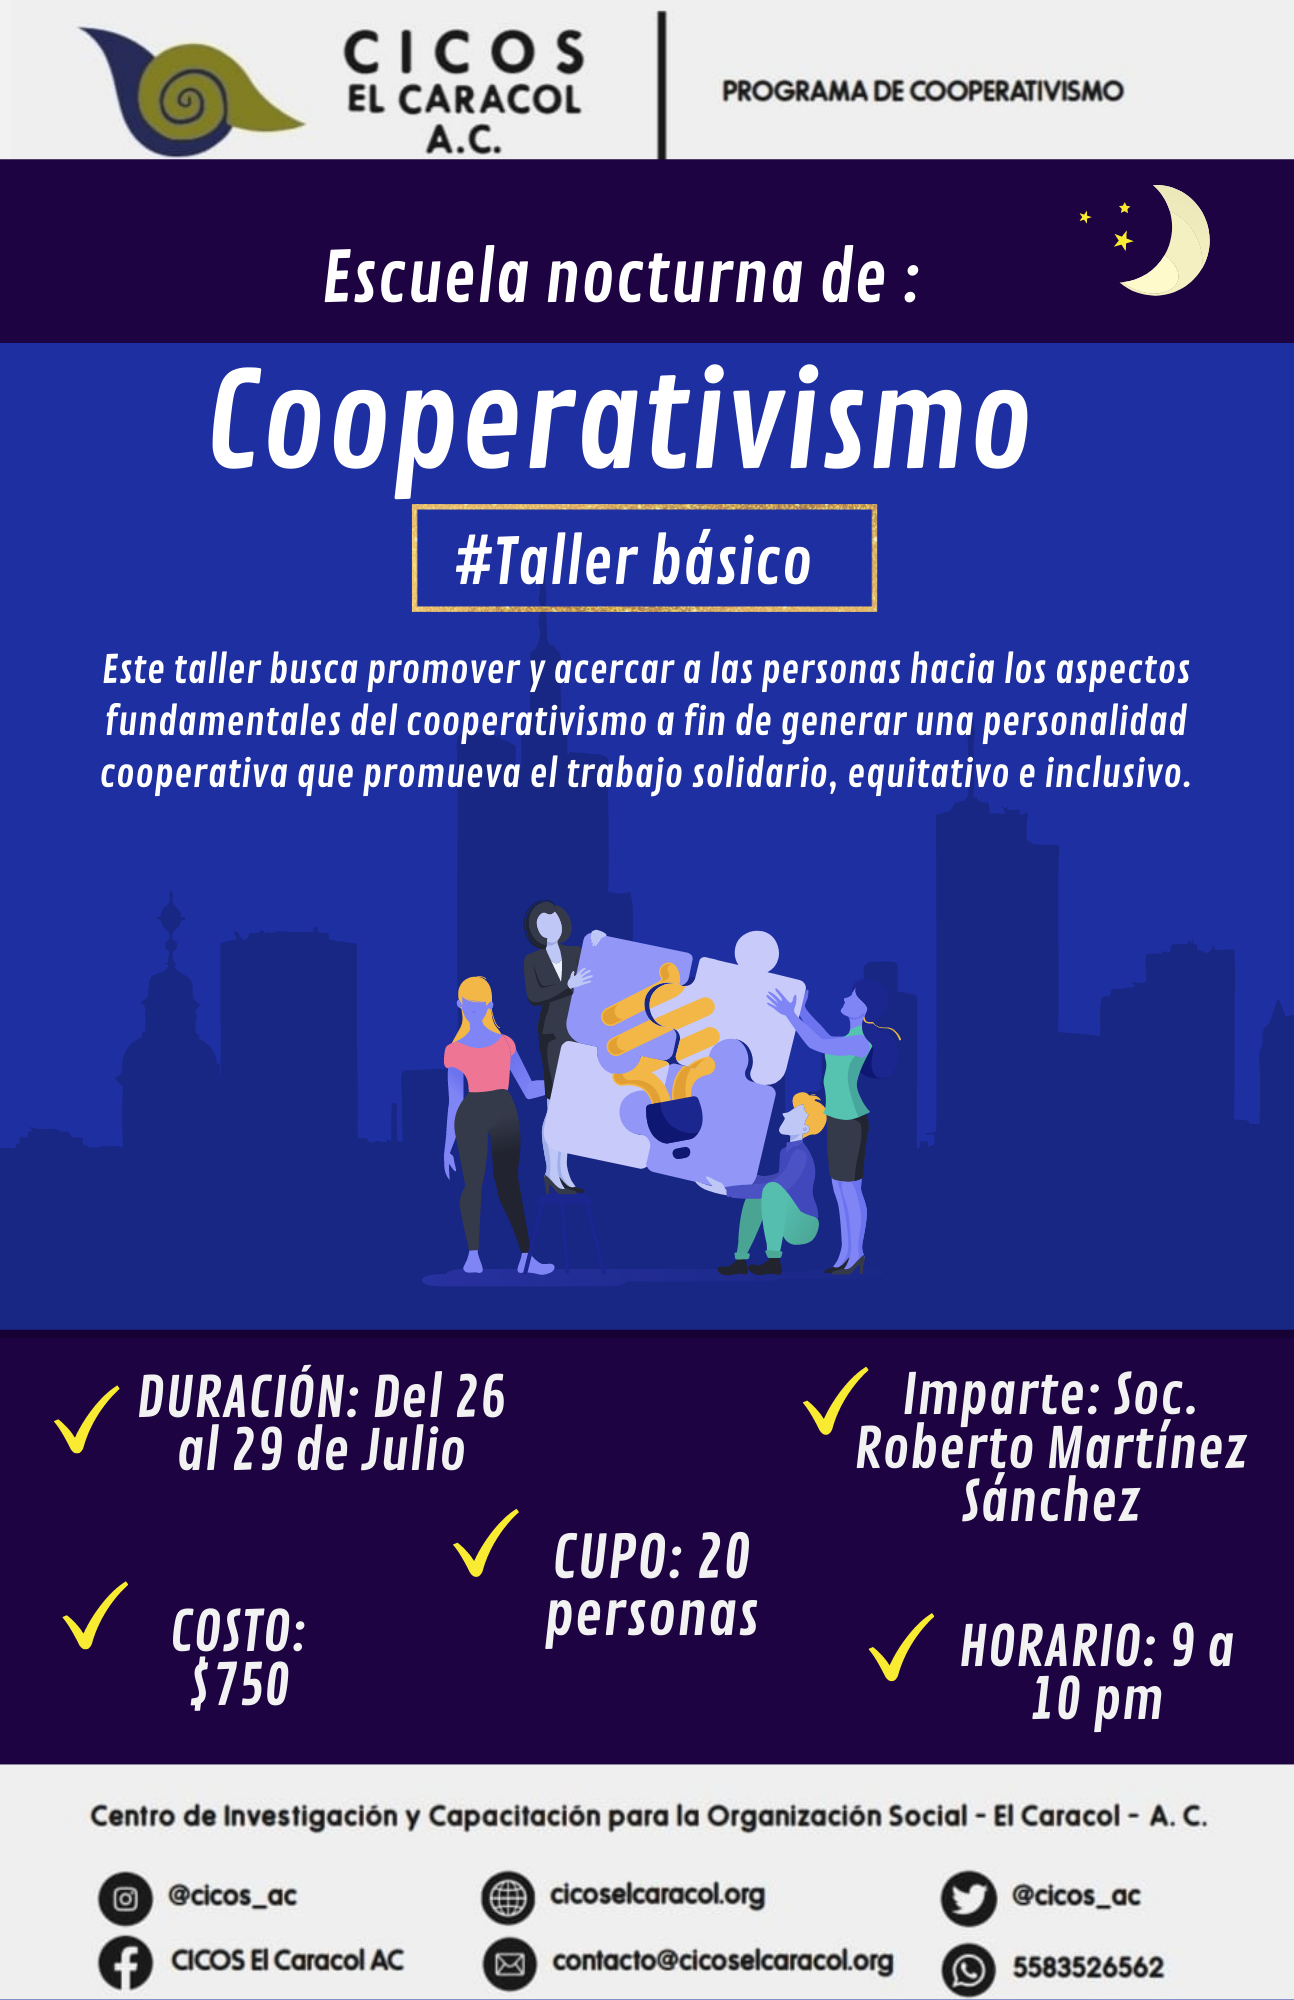 CICOS
EL CARACOL
A.C.
PROGRAMA DE COOPERATIVISMO
Escuela nocturna de :
Cooperativismo
#Taller básico
Este taller busca promover y acercar a las personas hacia los aspectos
fundamentales del cooperativismo a fin de generar una personalidad
cooperativa que promueva el trabajo solidario, equitativo e inclusivo.
DURACIÓN: Del 26
al 29 de Julio
Imparte: Soc.
Roberto Martínez
Sánchez
CUPO: 20
personas
COSTO:
$750
HORARIO: 9 a
10 pm
Centro de Investigación y Capacitación para la Organización Social - El Caracol - A. C.
@cicos_ac
cicoselcaracol.org
@cicos_ac
CICOS El Caracol AC
contacto@cicoselcaracol.org
5583526562